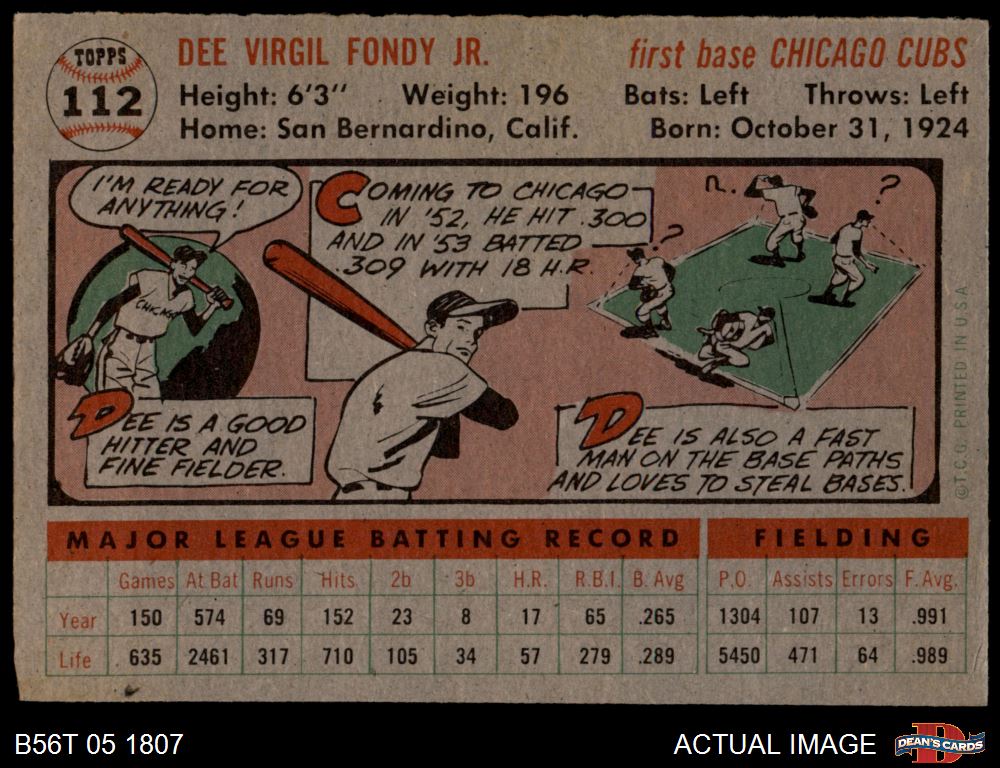 TOPPS
112
DEE VIRGIL FONDY JR.
first base CHICAGO CUBS
Height: 6'3"
Weight: 196
Bats: Left
Throws: Left
Home: San Bernardino, Calif.
Born: October 31, 1924
I'M READY FOR
ANYTHING!
CHICAGO
DEE IS A GOOD
HITTER AND
FINE FIELDER.
COMING TO CHICAGO
IN '52, HE HIT .300
AND IN '53 BATTED
.309 WITH 18 H.R.
?
?
DEE IS ALSO A FAST
MAN ON THE BASE PATHS
AND LOVES TO STEAL BASES.
©T.C.G. PRINTED IN U.S.A.
MAJOR LEAGUE BATTING RECORD
FIELDING
Games At Bat Runs Hits 2b 3b H.R. R.B.I. B. Avg P.O. Assists Errors F. Avg.
Year 150 574 69 152 23 8 17 65 .265 1304 107 13 .991
Life 635 2461 317 710 105 34 57 279 .289 5450 471 64 .989
B56T 05 1807
ACTUAL IMAGE
DEAN'S CARDS